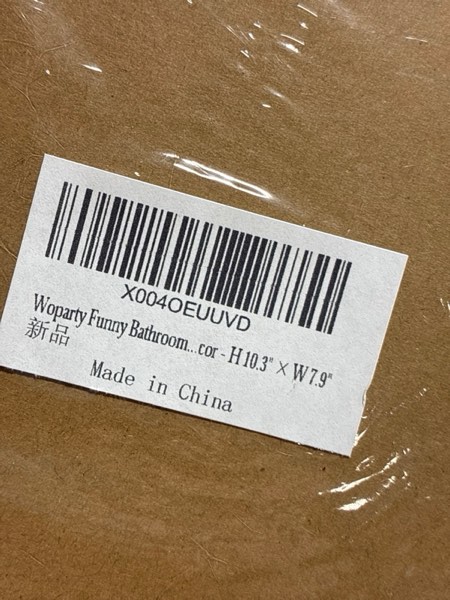 X004OEUUVD
Woparty Funny Bathroom...cor - H 10.3" × W 7.9"
新品
Made in China